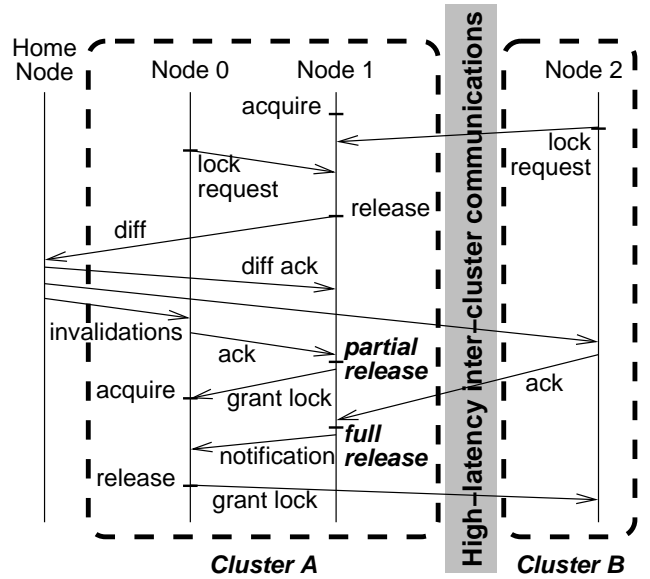 Home
Node
Node 0
Node 1
Node 2
acquire
lock
request
lock
request
release
diff
diff ack
invalidations
ack
partial
release
acquire
grant lock
ack
full
release
notification
release
grant lock
High-latency inter-cluster communications
Cluster A
Cluster B